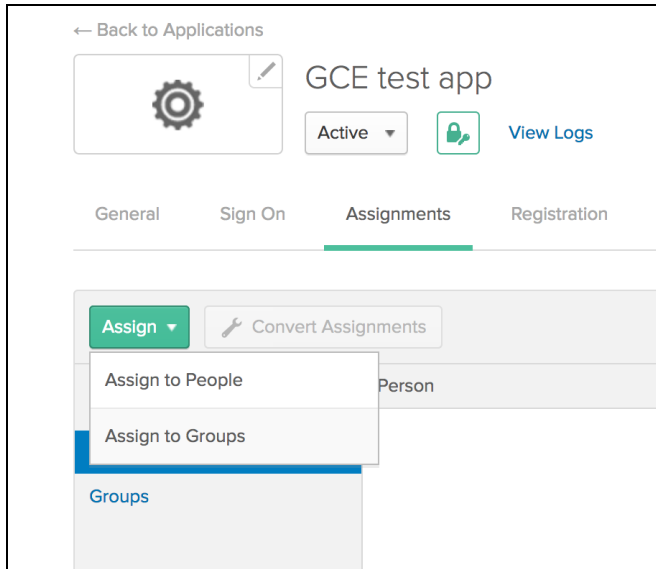 ← Back to Applications
GCE test app
Active
View Logs
General Sign On Assignments Registration
Assign Convert Assignments
Assign to People
Person
Assign to Groups
Groups